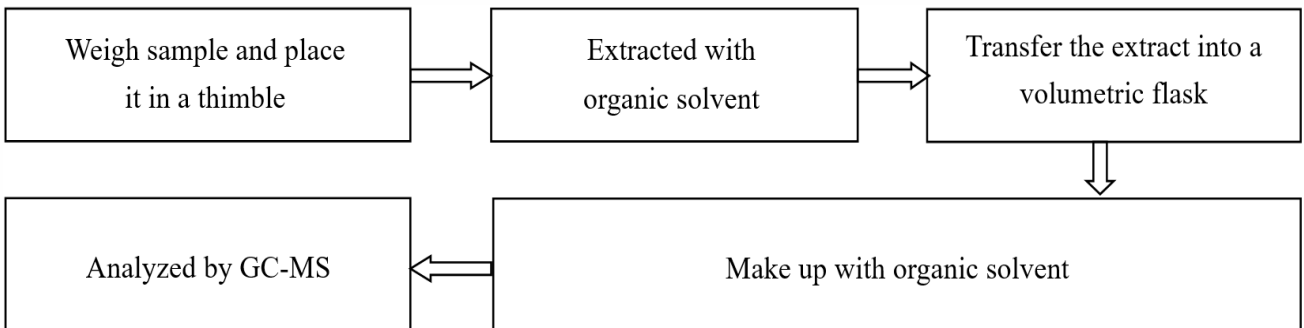 Weigh sample and place
it in a thimble
Extracted with
organic solvent
Transfer the extract into a
volumetric flask
Make up with organic solvent
Analyzed by GC-MS